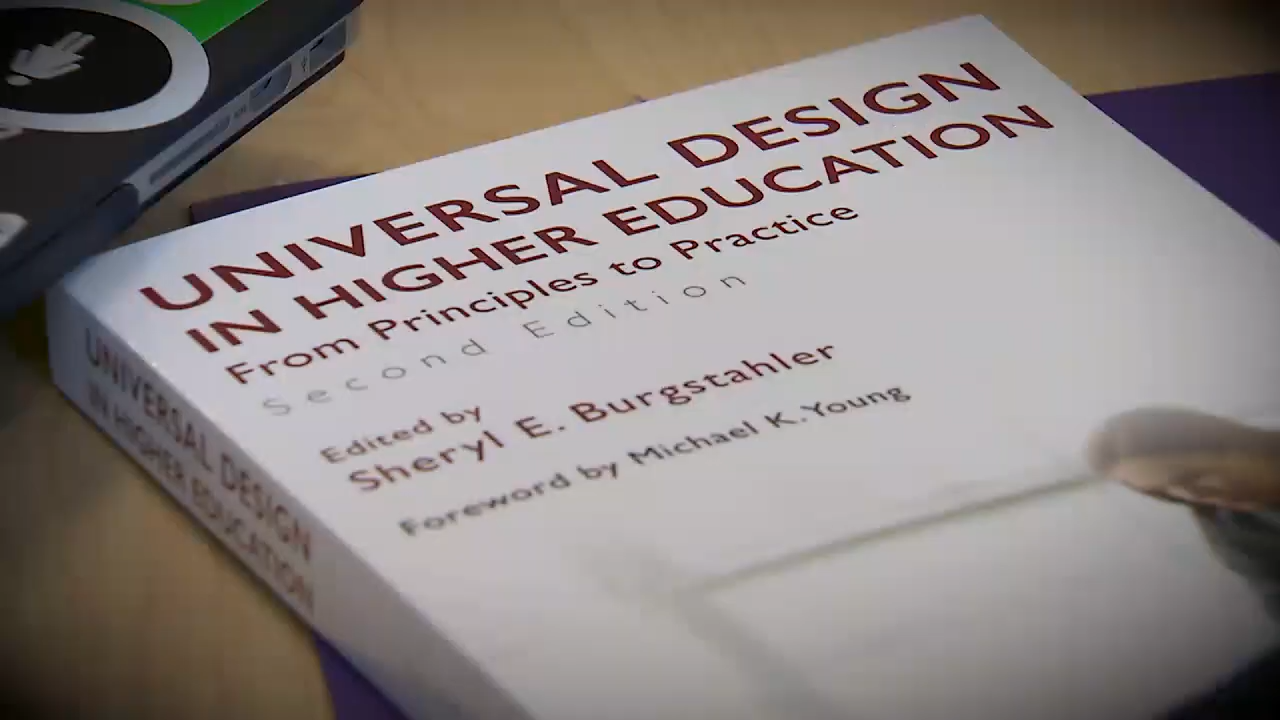 UNIVERSAL DESIGN
IN HIGHER EDUCATION
From Principles to Practice
Second Edition
Edited by
Sheryl E. Burgstahler
Foreword by Michael K. Young
UNIVERSAL DESIGN
IN HIGHER EDUCATION